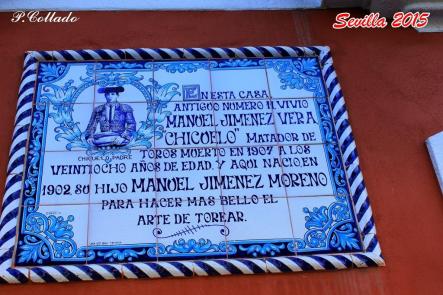 P.Collado
Sevilla 2015
EN ESTA CASA
ANTIGUO NUMERO 11, VIVIO
MANUEL JIMENEZ VERA
"CHICUELO" MATADOR DE
CHICUELO PADRE
TOROS MUERTO EN 1907 A LOS
VEINTIOCHO AÑOS DE EDAD Y AQUI NACIO EN
1902 SU HIJO MANUEL JIMENEZ MORENO
PARA HACER MAS BELLO EL
ARTE DE TOREAR.